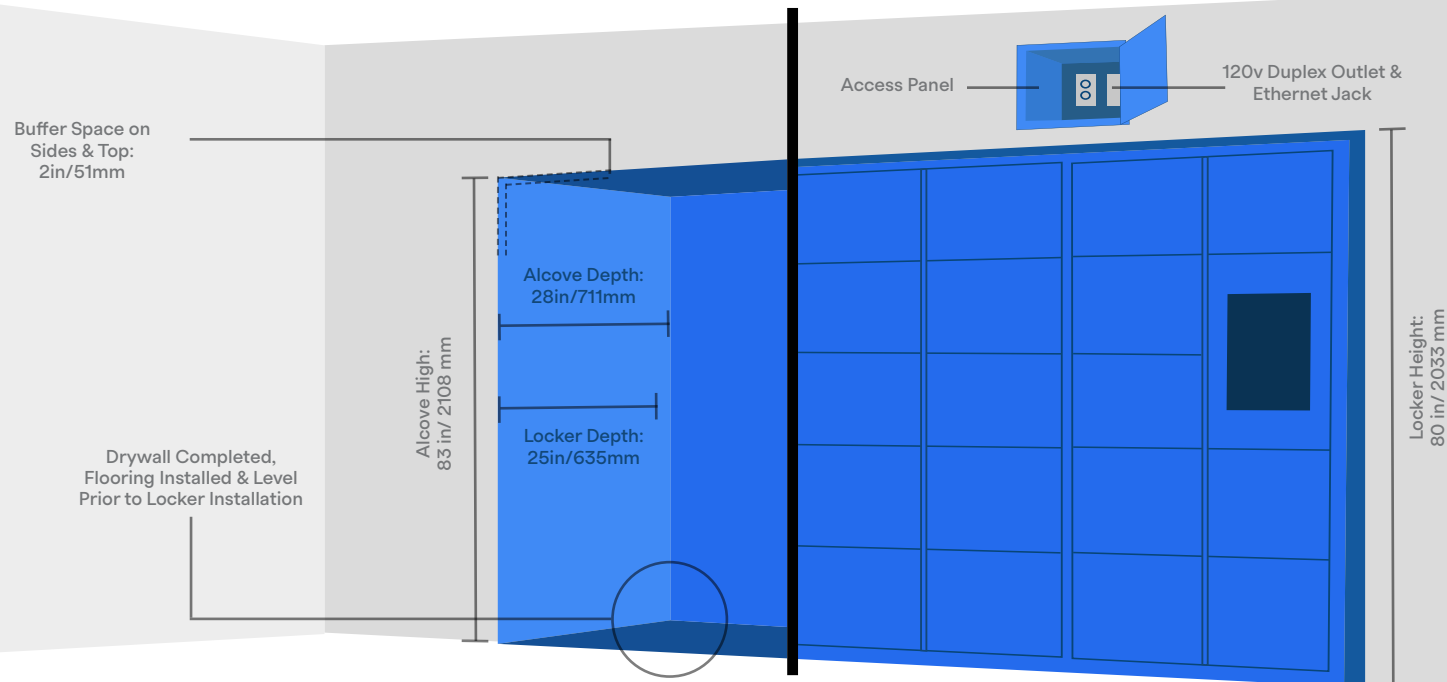 Access Panel
120v Duplex Outlet &
Ethernet Jack
Buffer Space on
Sides & Top:
2in/51mm
Alcove Depth:
28in/711mm
Alcove High:
83 in/ 2108 mm
Locker Depth:
25in/635mm
Locker Height:
80 in/ 2033 mm
Drywall Completed,
Flooring Installed & Level
Prior to Locker Installation